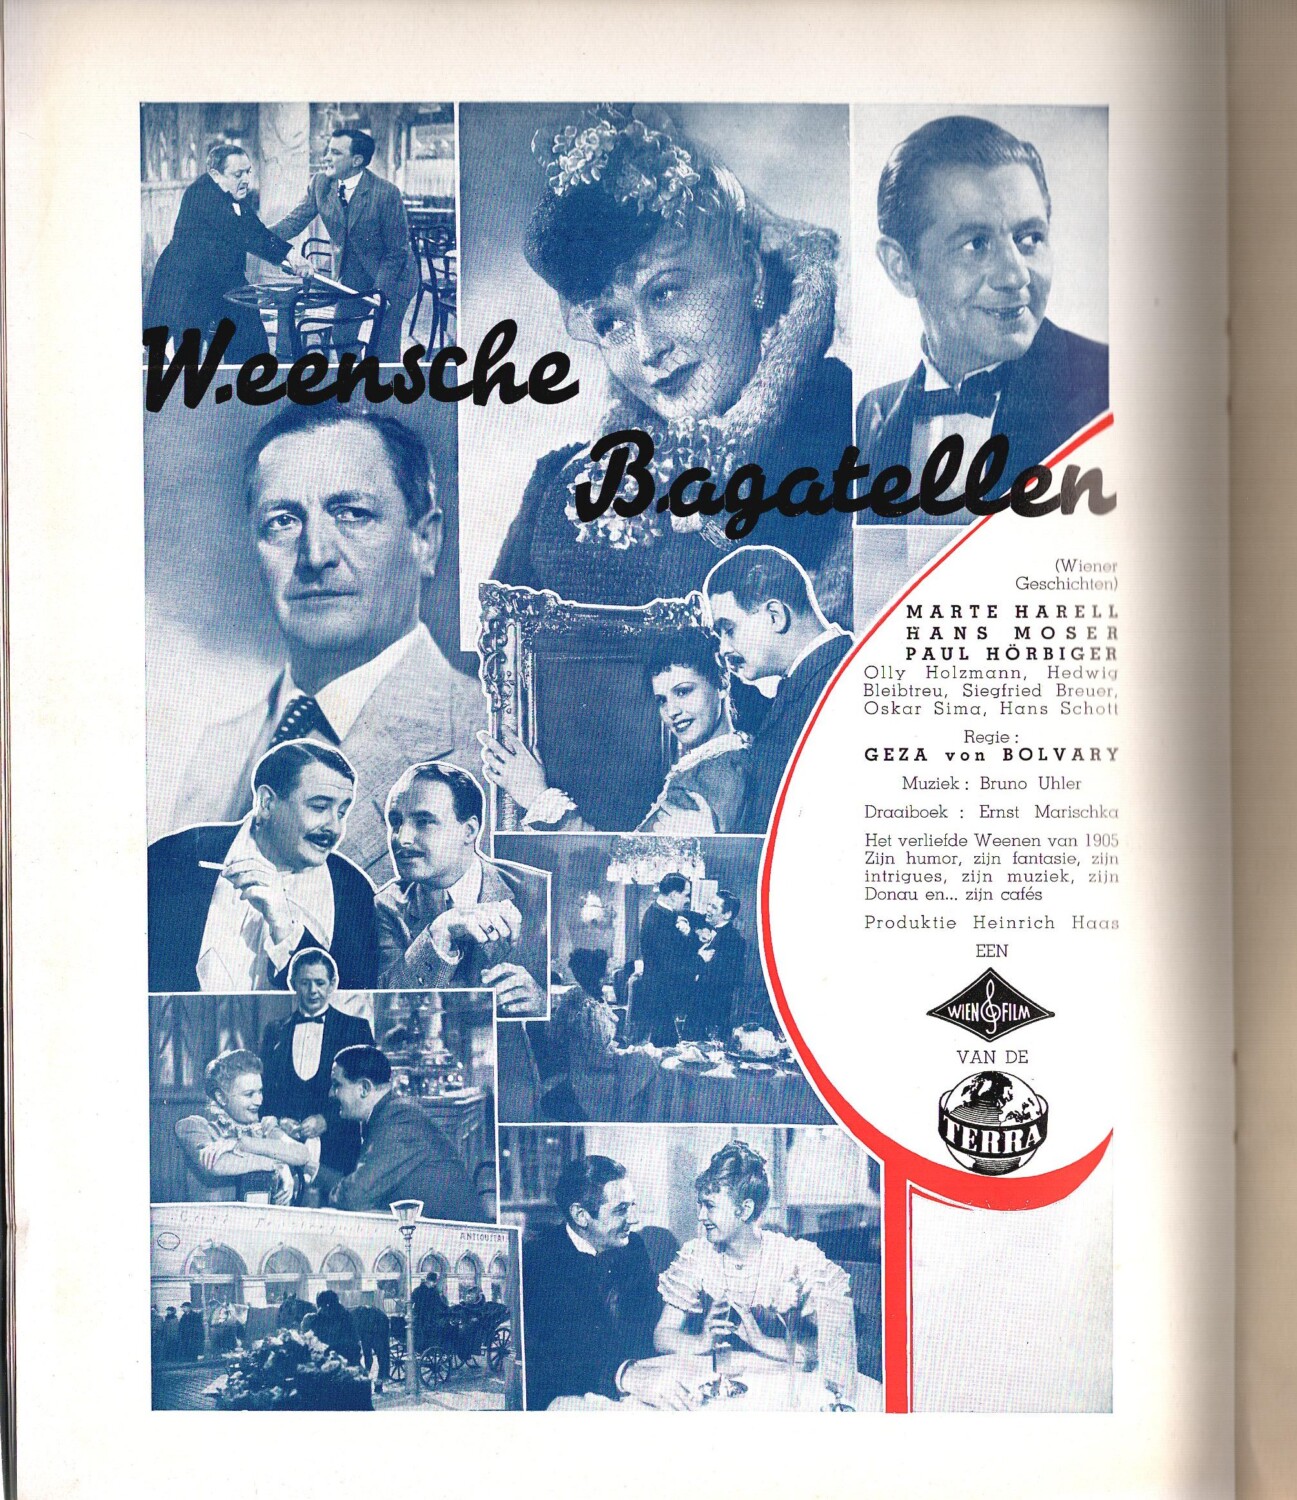 Weensche
Bagatellen
(Wiener
Geschichten)
MARTE HARELL
HANS MOSER
PAUL HÖRBIGER
Olly Holzmann, Hedwig
Bleibtreu, Siegfried Breuer,
Oskar Sima, Hans Schott
Regie :
GEZA von BOLVARY
Muziek : Bruno Uhler
Draaiboek : Ernst Marischka
Het verliefde Weenen van 1905
Zijn humor, zijn fantasie, zijn
intrigues, zijn muziek, zijn
Donau en... zijn cafés
Produktie Heinrich Haas
EEN
WIEN FILM
VAN DE
TERRA